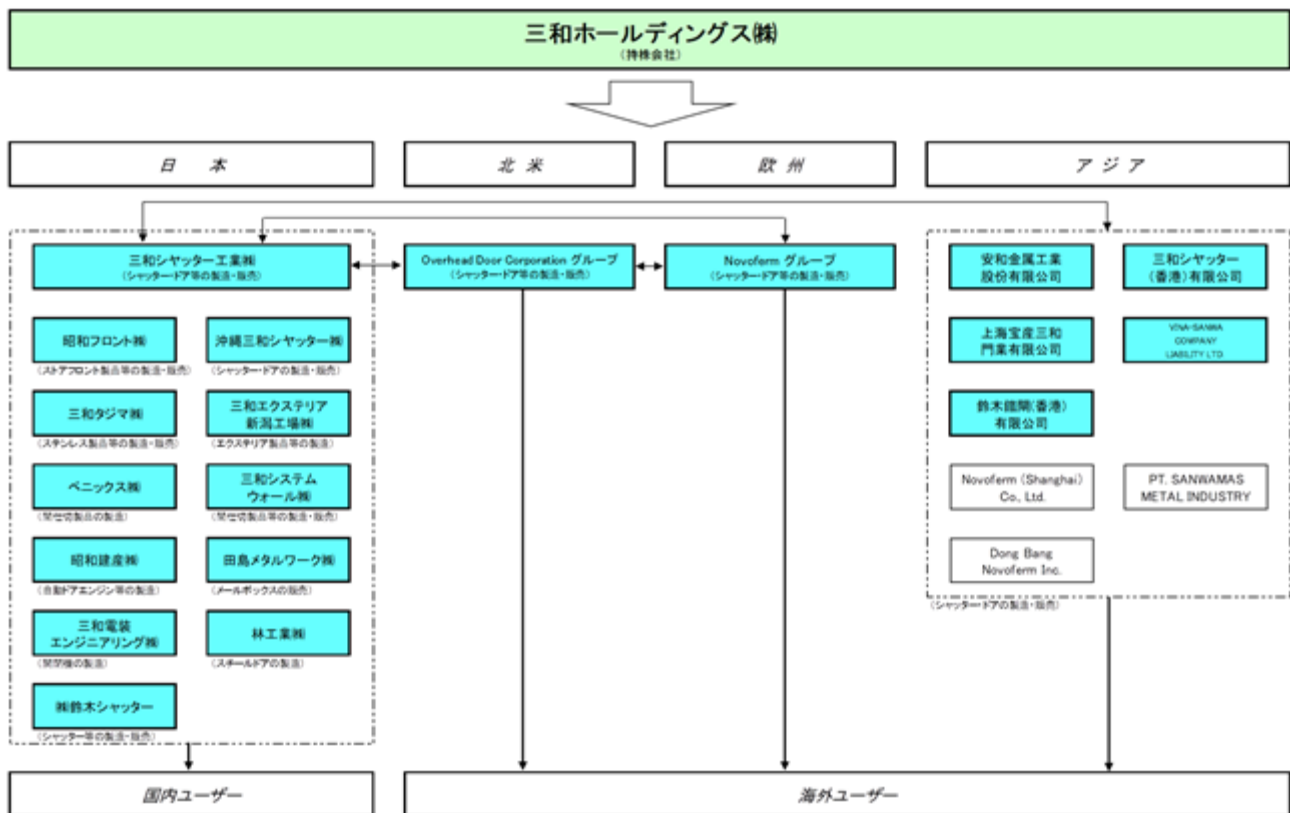 三和ホールディングス㈱
（持株会社）
日　本
北 米
欧 州
ア ジ ア
三和シヤッター工業㈱
（シャッター・ドア等の製造・販売）
Overhead Door Corporation グループ
（シャッター・ドア等の製造・販売）
Novoferm グループ
（シャッター・ドア等の製造・販売）
安和金属工業
股份有限公司
三和シヤッター
（香港）有限公司
昭和フロント㈱
（ストアフロント製品等の製造・販売）
沖縄三和シヤッター㈱
（シャッター・ドアの製造・販売）
上海宝産三和
門業有限公司
VINA-SANWA
COMPANY
LIABILITY LTD
三和タジマ㈱
（ステンレス製品等の製造・販売）
三和エクステリア
新潟工場㈱
（エクステリア製品等の製造）
鈴木鐵閘(香港)
有限公司
ベニックス㈱
（間仕切製品の製造）
三和システム
ウォール㈱
（間仕切製品等の製造・販売）
Novoferm (Shanghai)
Co., Ltd.
PT. SANWAMAS
METAL INDUSTRY
昭和建産㈱
（自動ドアエンジン等の製造）
田島メタルワーク㈱
（メールボックスの販売）
Dong Bang
Novoferm Inc.
（シャッター・ドアの製造・販売）
三和電装
エンジニアリング㈱
（開閉機の製造）
林工業㈱
（スチールドアの製造）
㈱鈴木シャッター
（シャッター等の製造・販売）
国内ユーザー
海外ユーザー